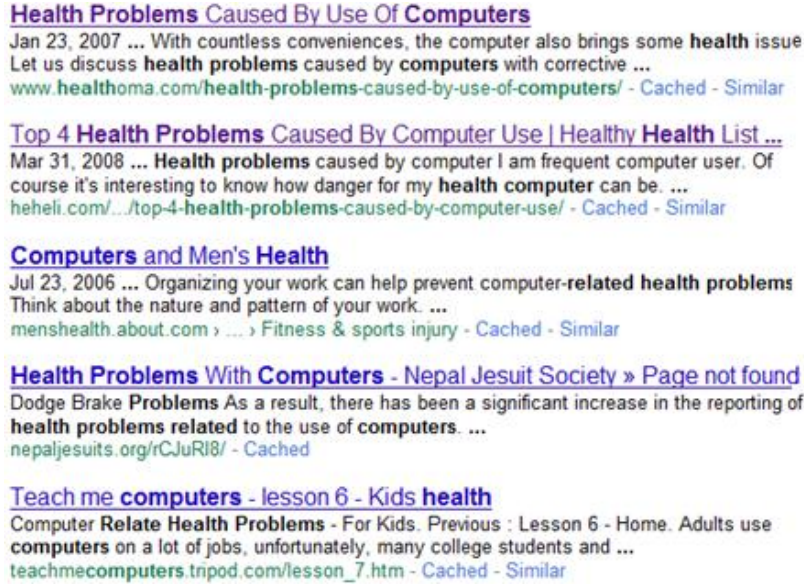 Health Problems Caused By Use Of Computers
Jan 23, 2007 ... With countless conveniences, the computer also brings some health issue
Let us discuss health problems caused by computers with corrective ...
www.healthoma.com/health-problems-caused-by-use-of-computers/ - Cached - Similar
Top 4 Health Problems Caused By Computer Use | Healthy Health List ...
Mar 31, 2008 ... Health problems caused by computer I am frequent computer user. Of
course it's interesting to know how danger for my health computer can be. ...
heheli.com/.../top-4-health-problems-caused-by-computer-use/ - Cached - Similar
Computers and Men's Health
Jul 23, 2006 ... Organizing your work can help prevent computer-related health problems
Think about the nature and pattern of your work. ...
menshealth.about.com › ... › Fitness & sports injury - Cached - Similar
Health Problems With Computers - Nepal Jesuit Society » Page not found
Dodge Brake Problems As a result, there has been a significant increase in the reporting of
health problems related to the use of computers. ...
nepaljesuits.org/rCJuRI8/ - Cached
Teach me computers - lesson 6 - Kids health
Computer Relate Health Problems - For Kids. Previous : Lesson 6 - Home. Adults use
computers on a lot of jobs, unfortunately, many college students and ...
teachmecomputers.tripod.com/lesson_7.htm - Cached - Similar